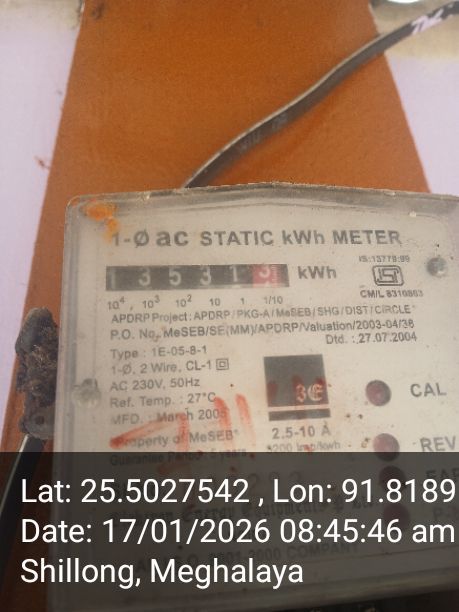 1-Ø ac STATIC kWh METER
IS:13779:99
3 5 3 1 kWh
CM/L 8310863
10⁴, 10³ 10² 10 1 1/10
APDRP Project : APDRP / PKG-A / MeSEB / SHG / DIST / CIRCLE
P.O. No. MeSEB/SE(MM)/APDRP/Valuation/2003-04/36
Dtd. : 27.07.2004
Type : 1E-05-8-1
1-Ø, 2 Wire, CL-1
AC 230V, 50Hz
Ref. Temp. : 27°C
MFD. : March 2005
CAL
"Property of MeSEB"
2.5-10 A
REV
Lat: 25.5027542 , Lon: 91.8189
Date: 17/01/2026 08:45:46 am
Shillong, Meghalaya